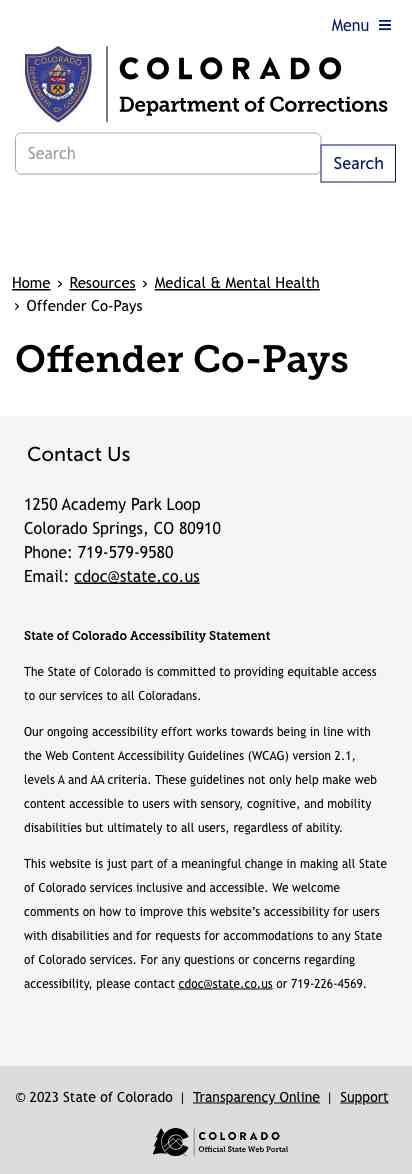 Menu
COLORADO
COLORADO
Department of Corrections
Search
Search
Home › Resources › Medical & Mental Health
› Offender Co-Pays
Offender Co-Pays
Contact Us
1250 Academy Park Loop
Colorado Springs, CO 80910
Phone: 719-579-9580
Email: cdoc@state.co.us
State of Colorado Accessibility Statement
The State of Colorado is committed to providing equitable access
to our services to all Coloradans.
Our ongoing accessibility effort works towards being in line with
the Web Content Accessibility Guidelines (WCAG) version 2.1,
levels A and AA criteria. These guidelines not only help make web
content accessible to users with sensory, cognitive, and mobility
disabilities but ultimately to all users, regardless of ability.
This website is just part of a meaningful change in making all State
of Colorado services inclusive and accessible. We welcome
comments on how to improve this website’s accessibility for users
with disabilities and for requests for accommodations to any State
of Colorado services. For any questions or concerns regarding
accessibility, please contact cdoc@state.co.us or 719-226-4569.
© 2023 State of Colorado | Transparency Online | Support
COLORADO
Official State Web Portal